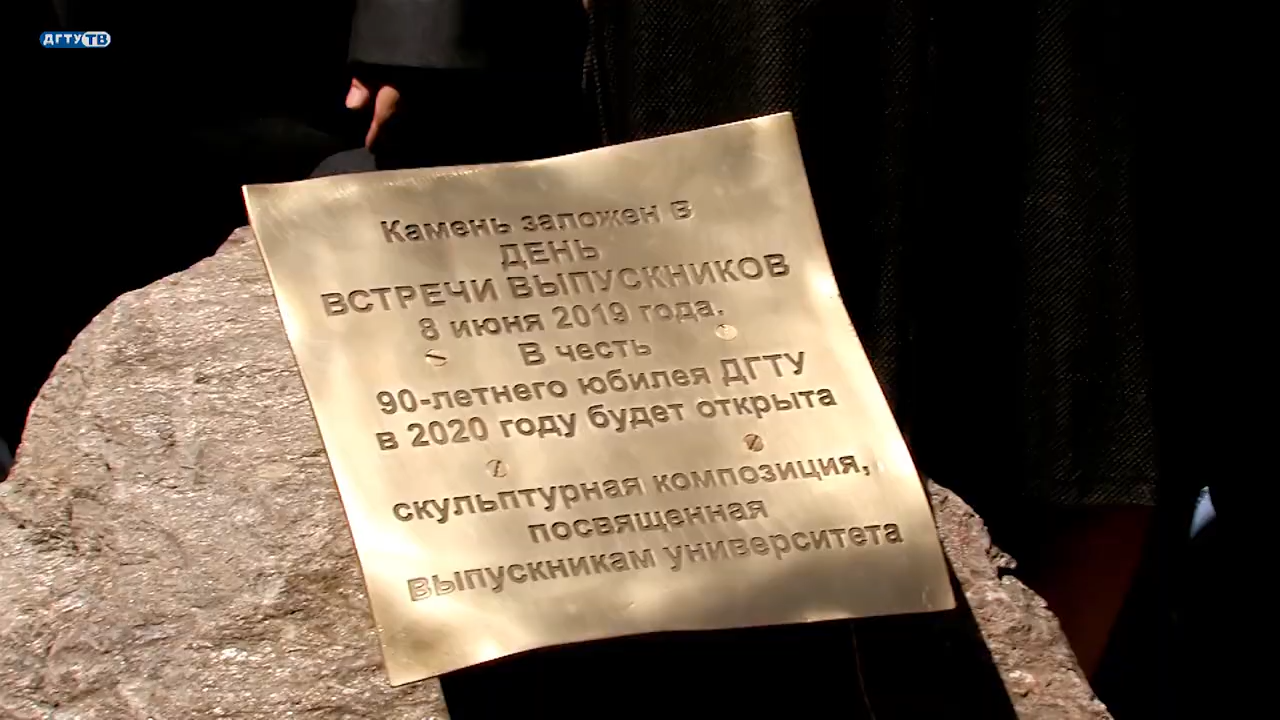 ДГТУ ТВ
Камень заложен в
ДЕНЬ
ВСТРЕЧИ ВЫПУСКНИКОВ
8 июня 2019 года.
В честь
90-летнего юбилея ДГТУ
в 2020 году будет открыта
скульптурная композиция,
посвященная
выпускникам университета